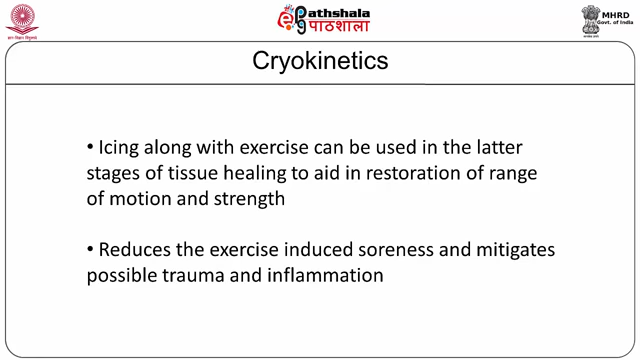 Pathshala
पाठशाला
MHRD
Govt. of India
Cryokinetics
• Icing along with exercise can be used in the latter
stages of tissue healing to aid in restoration of range
of motion and strength
• Reduces the exercise induced soreness and mitigates
possible trauma and inflammation